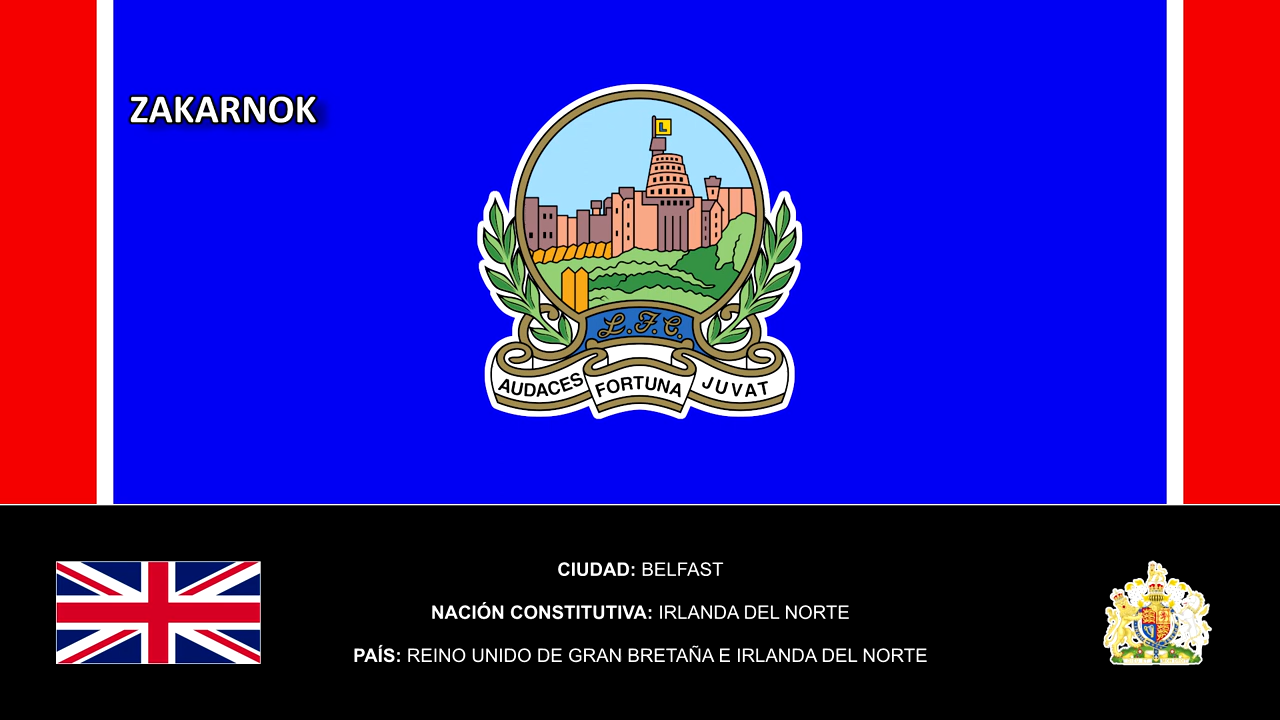 ZAKARNOK
L
L.F.C.
AUDACES FORTUNA JUVAT
CIUDAD: BELFAST
NACIÓN CONSTITUTIVA: IRLANDA DEL NORTE
PAÍS: REINO UNIDO DE GRAN BRETAÑA E IRLANDA DEL NORTE